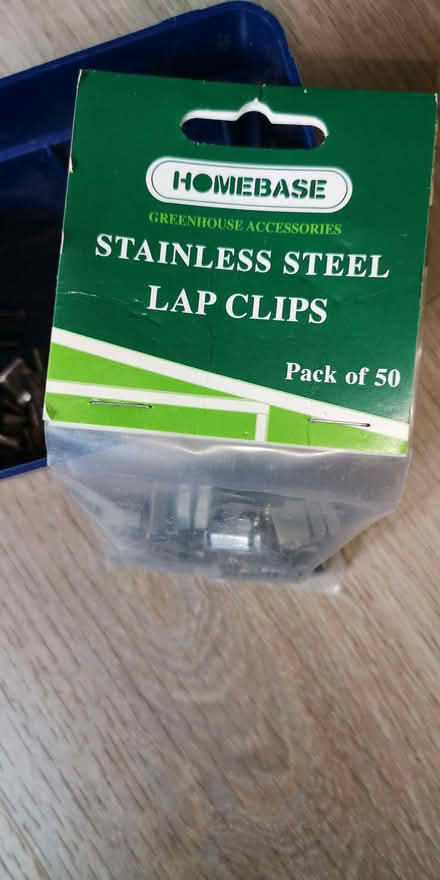 HOMEBASE
GREENHOUSE ACCESSORIES
STAINLESS STEEL
LAP CLIPS
Pack of 50